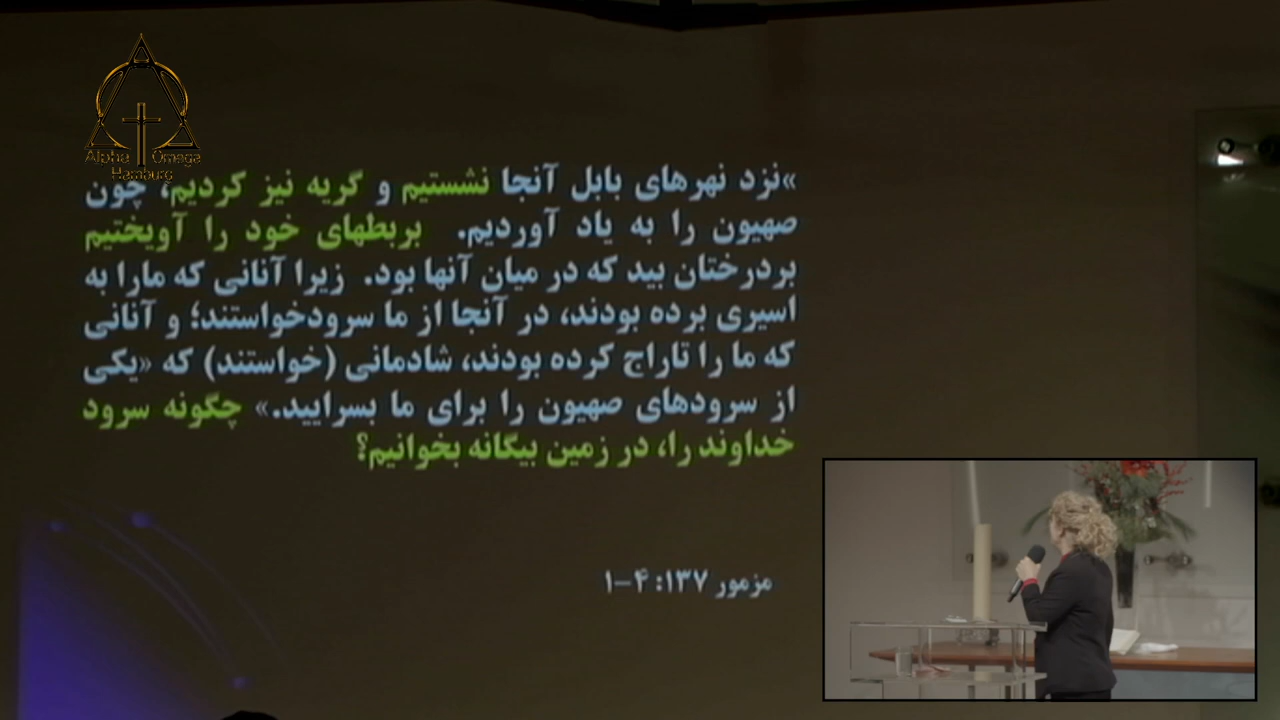 Alpha Omega
Hamburg
»نزد نهرهای بابل آنجا نشستیم و گریه نیز کردیم، چون
صهیون را به یاد آوردیم. بربطهای خود را آویختیم
بردرختان بید که در میان آنها بود. زیرا آنانی که مارا به
اسیری برده بودند، در آنجا از ما سرودخواستند؛ و آنانی
که ما را تاراج کرده بودند، شادمانی (خواستند) که «یکی
از سرودهای صهیون را برای ما بسرایید.» چگونه سرود
خداوند را، در زمین بیگانه بخوانیم؟
مزمور ۱۳۷: ۴–۱